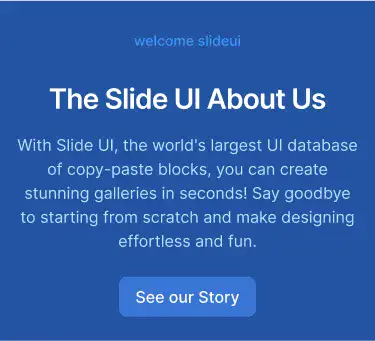 welcome slideui
The Slide UI About Us
With Slide UI, the world's largest UI database
of copy-paste blocks, you can create
stunning galleries in seconds! Say goodbye
to starting from scratch and make designing
effortless and fun.
See our Story